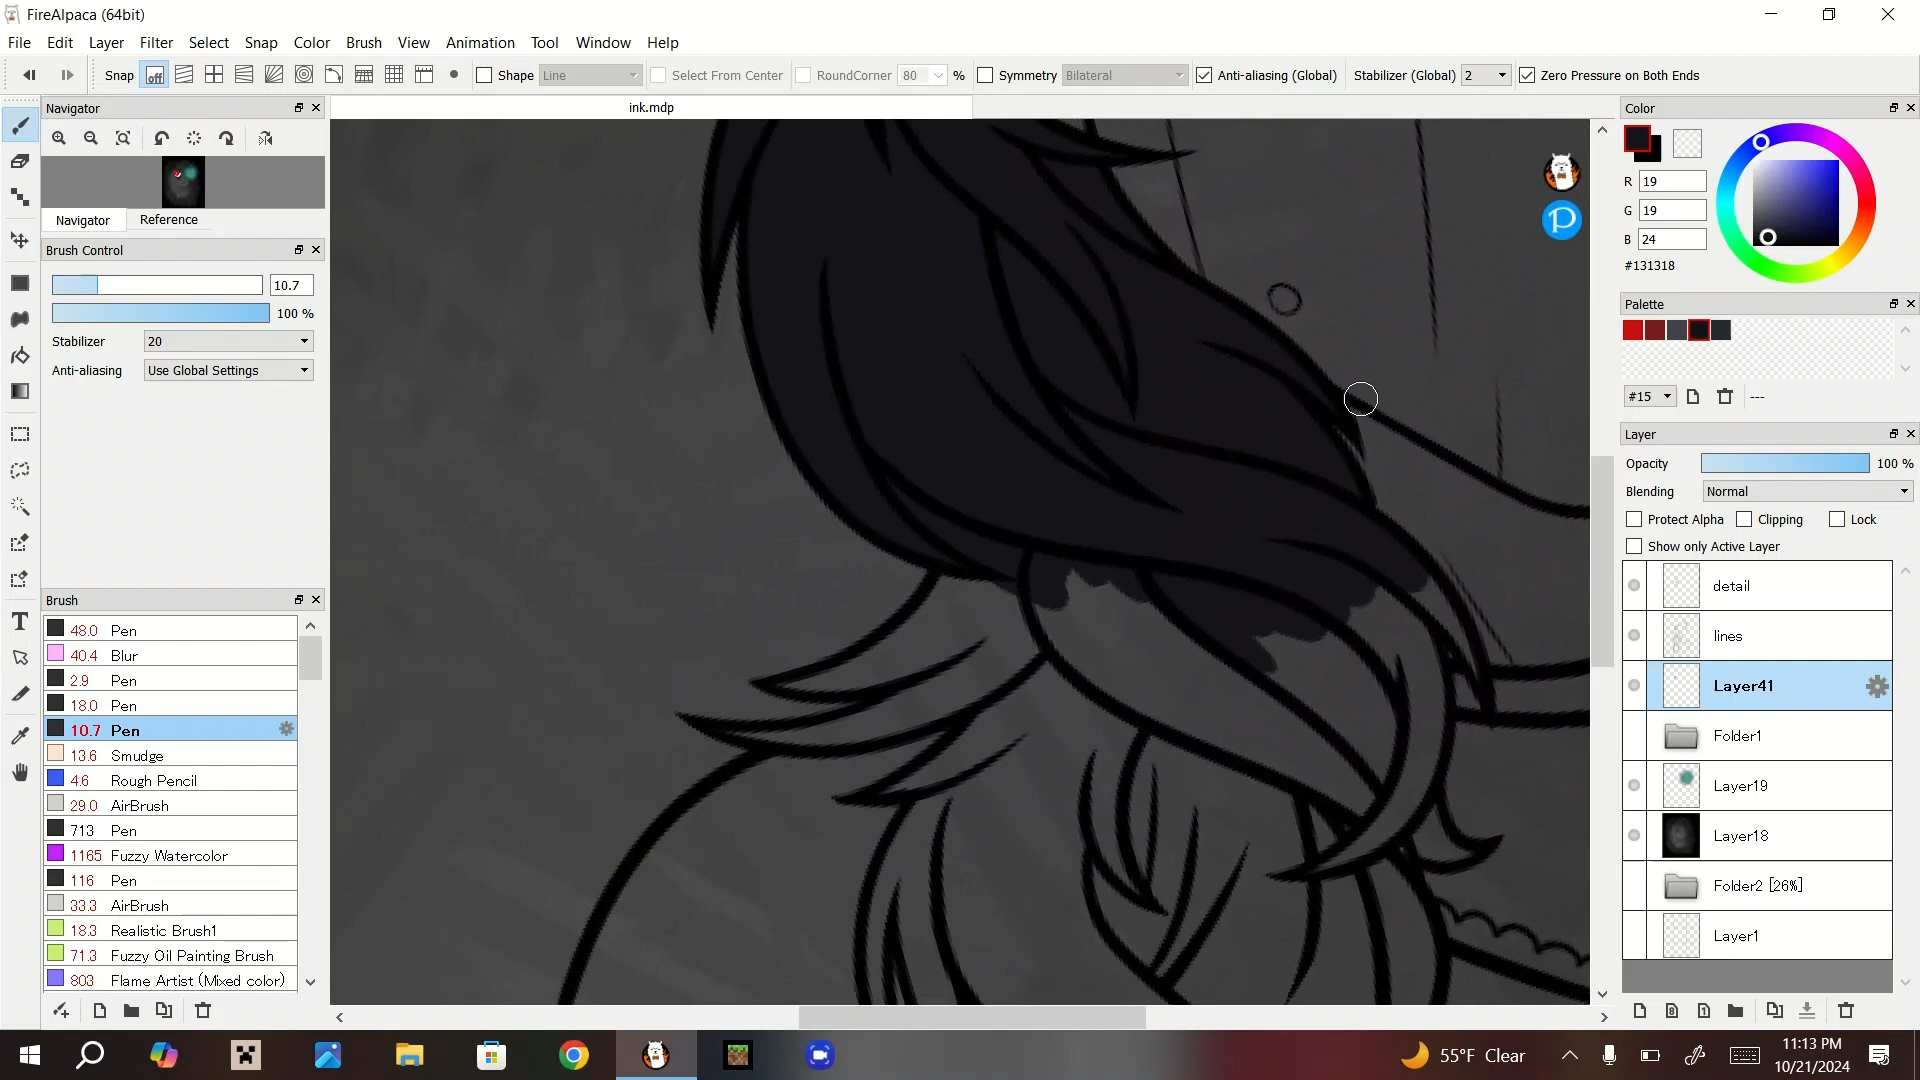 FireAlpaca (64bit)
File Edit Layer Filter Select Snap Color Brush View Animation Tool Window Help
Snap off Shape Line Select From Center RoundCorner 80 % Symmetry Bilateral Anti-aliasing (Global) Stabilizer (Global) 2 Zero Pressure on Both Ends
Navigator
ink.mdp
Color
R 19
G 19
B 24
#131318
Navigator Reference
Brush Control
10.7
100 %
Stabilizer 20
Anti-aliasing Use Global Settings
Palette
#15 ---
Layer
Opacity 100 %
Blending Normal
Protect Alpha Clipping Lock
Show only Active Layer
detail
lines
Layer41
Folder1
Layer19
Layer18
Folder2 [26%]
Layer1
Brush
48.0 Pen
40.4 Blur
2.9 Pen
18.0 Pen
10.7 Pen
13.6 Smudge
4.6 Rough Pencil
29.0 AirBrush
713 Pen
1165 Fuzzy Watercolor
116 Pen
33.3 AirBrush
18.3 Realistic Brush1
71.3 Fuzzy Oil Painting Brush
803 Flame Artist (Mixed color)
55°F Clear
11:13 PM
10/21/2024